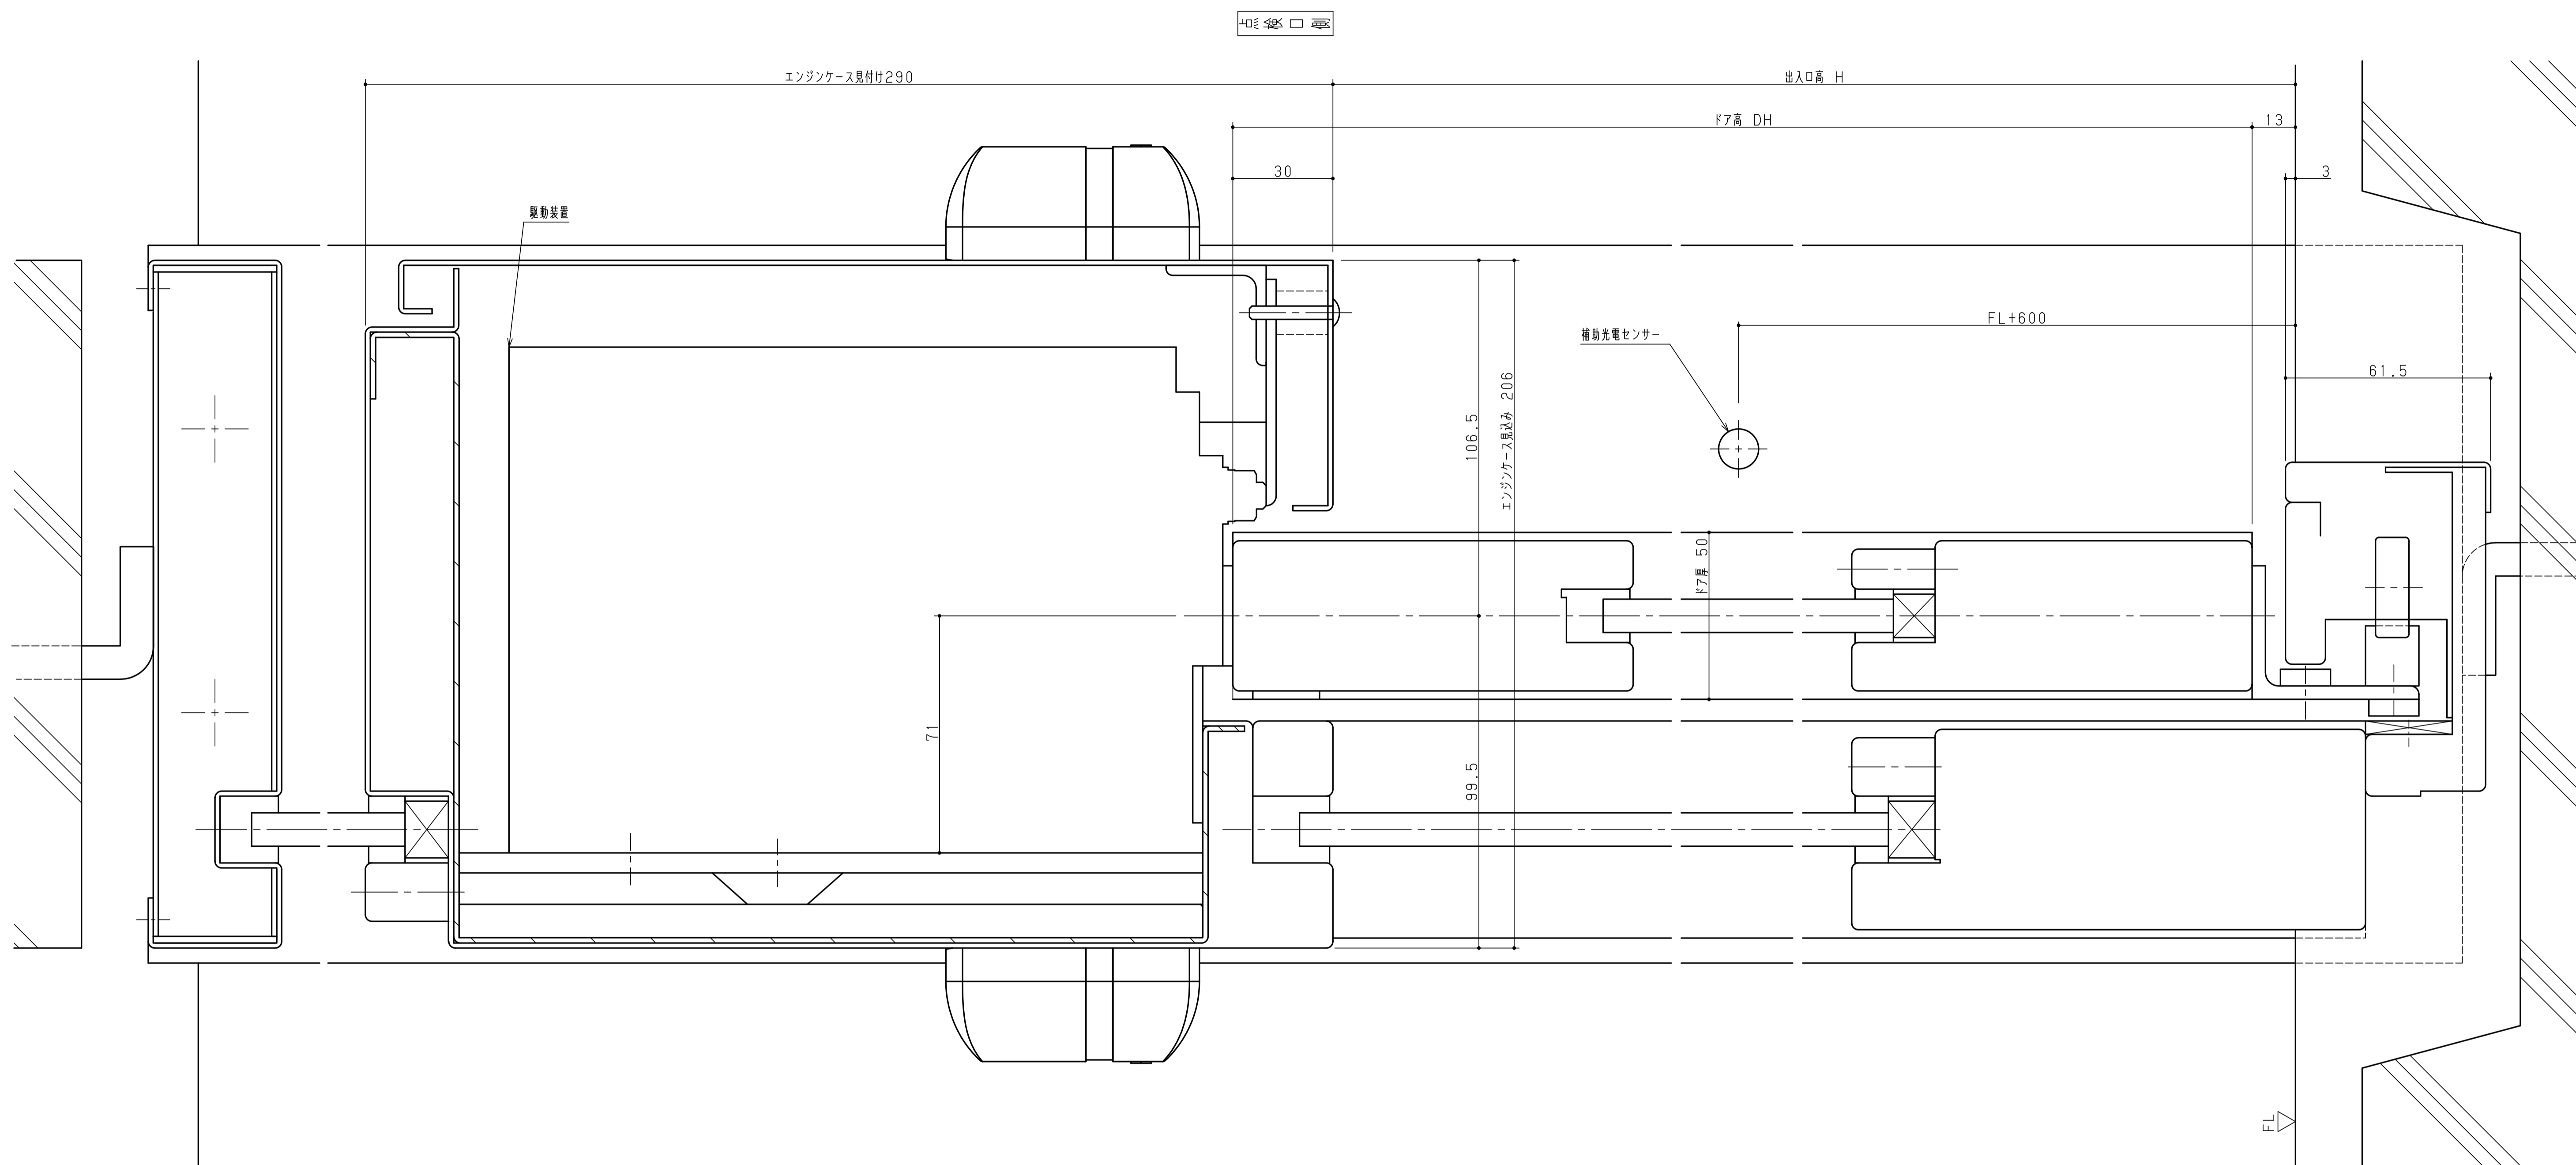 点検口側
エンジンケース見付け290
出入口高 H
ドア高 DH
13
30
3
駆動装置
FL+600
補助光電センサー
61.5
106.5
エンジンケース見込み 206
ドア厚 50
71
99.5
FL